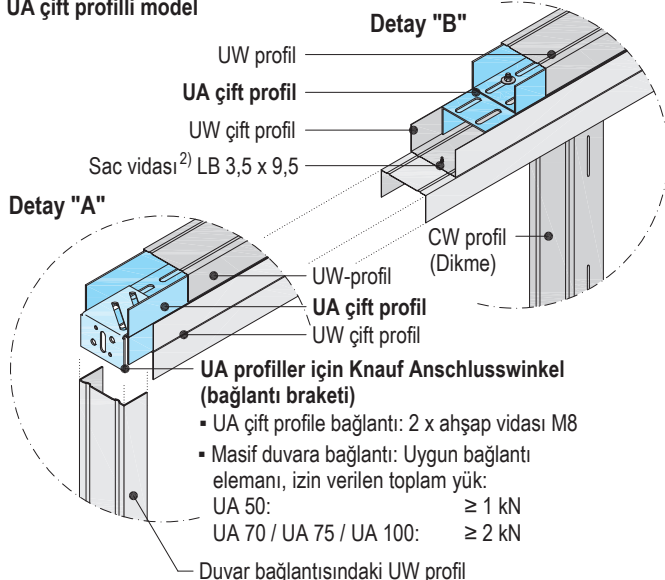 UA çift profilli model
Detay "B"
UW profil
UA çift profil
UW çift profil
Sac vidası2) LB 3,5 x 9,5
Detay "A"
CW profil
(Dikme)
UW-profil
UA çift profil
UW çift profil
UA profiller için Knauf Anschlusswinkel
(bağlantı braketi)
▪ UA çift profile bağlantı: 2 x ahşap vidası M8
▪ Masif duvara bağlantı: Uygun bağlantı
elemanı, izin verilen toplam yük:
UA 50: ≥ 1 kN
UA 70 / UA 75 / UA 100: ≥ 2 kN
Duvar bağlantısındaki UW profil